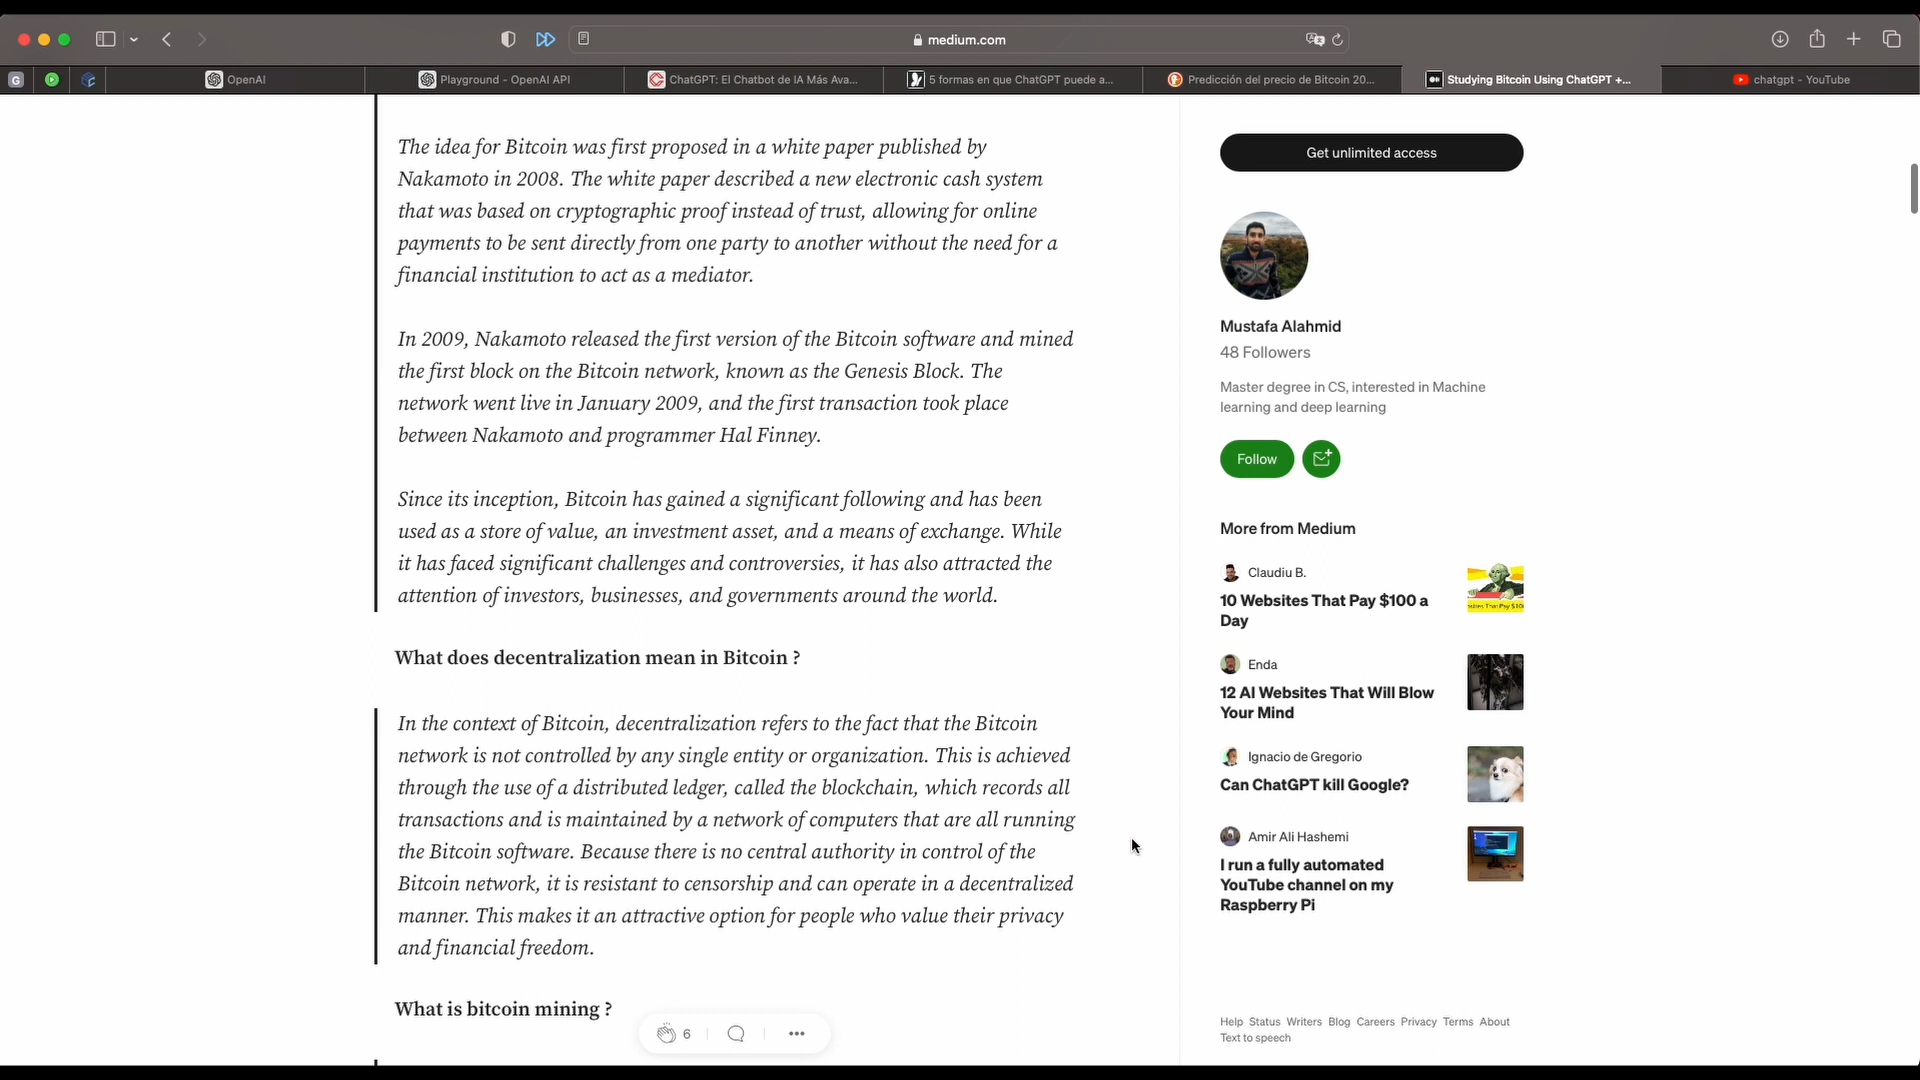 medium.com
G
OpenAI
Playground - OpenAI API
ChatGPT: El Chatbot de IA Más Ava...
5 formas en que ChatGPT puede a...
Predicción del precio de Bitcoin 20...
Studying Bitcoin Using ChatGPT +...
chatgpt - YouTube
The idea for Bitcoin was first proposed in a white paper published by
Nakamoto in 2008. The white paper described a new electronic cash system
that was based on cryptographic proof instead of trust, allowing for online
payments to be sent directly from one party to another without the need for a
financial institution to act as a mediator.
In 2009, Nakamoto released the first version of the Bitcoin software and mined
the first block on the Bitcoin network, known as the Genesis Block. The
network went live in January 2009, and the first transaction took place
between Nakamoto and programmer Hal Finney.
Since its inception, Bitcoin has gained a significant following and has been
used as a store of value, an investment asset, and a means of exchange. While
it has faced significant challenges and controversies, it has also attracted the
attention of investors, businesses, and governments around the world.
What does decentralization mean in Bitcoin ?
In the context of Bitcoin, decentralization refers to the fact that the Bitcoin
network is not controlled by any single entity or organization. This is achieved
through the use of a distributed ledger, called the blockchain, which records all
transactions and is maintained by a network of computers that are all running
the Bitcoin software. Because there is no central authority in control of the
Bitcoin network, it is resistant to censorship and can operate in a decentralized
manner. This makes it an attractive option for people who value their privacy
and financial freedom.
What is bitcoin mining ?
6
Get unlimited access
Mustafa Alahmid
48 Followers
Master degree in CS, interested in Machine
learning and deep learning
Follow
More from Medium
Claudiu B.
10 Websites That Pay $100 a
Day
Enda
12 AI Websites That Will Blow
Your Mind
Ignacio de Gregorio
Can ChatGPT kill Google?
Amir Ali Hashemi
I run a fully automated
YouTube channel on my
Raspberry Pi
Help Status Writers Blog Careers Privacy Terms About
Text to speech